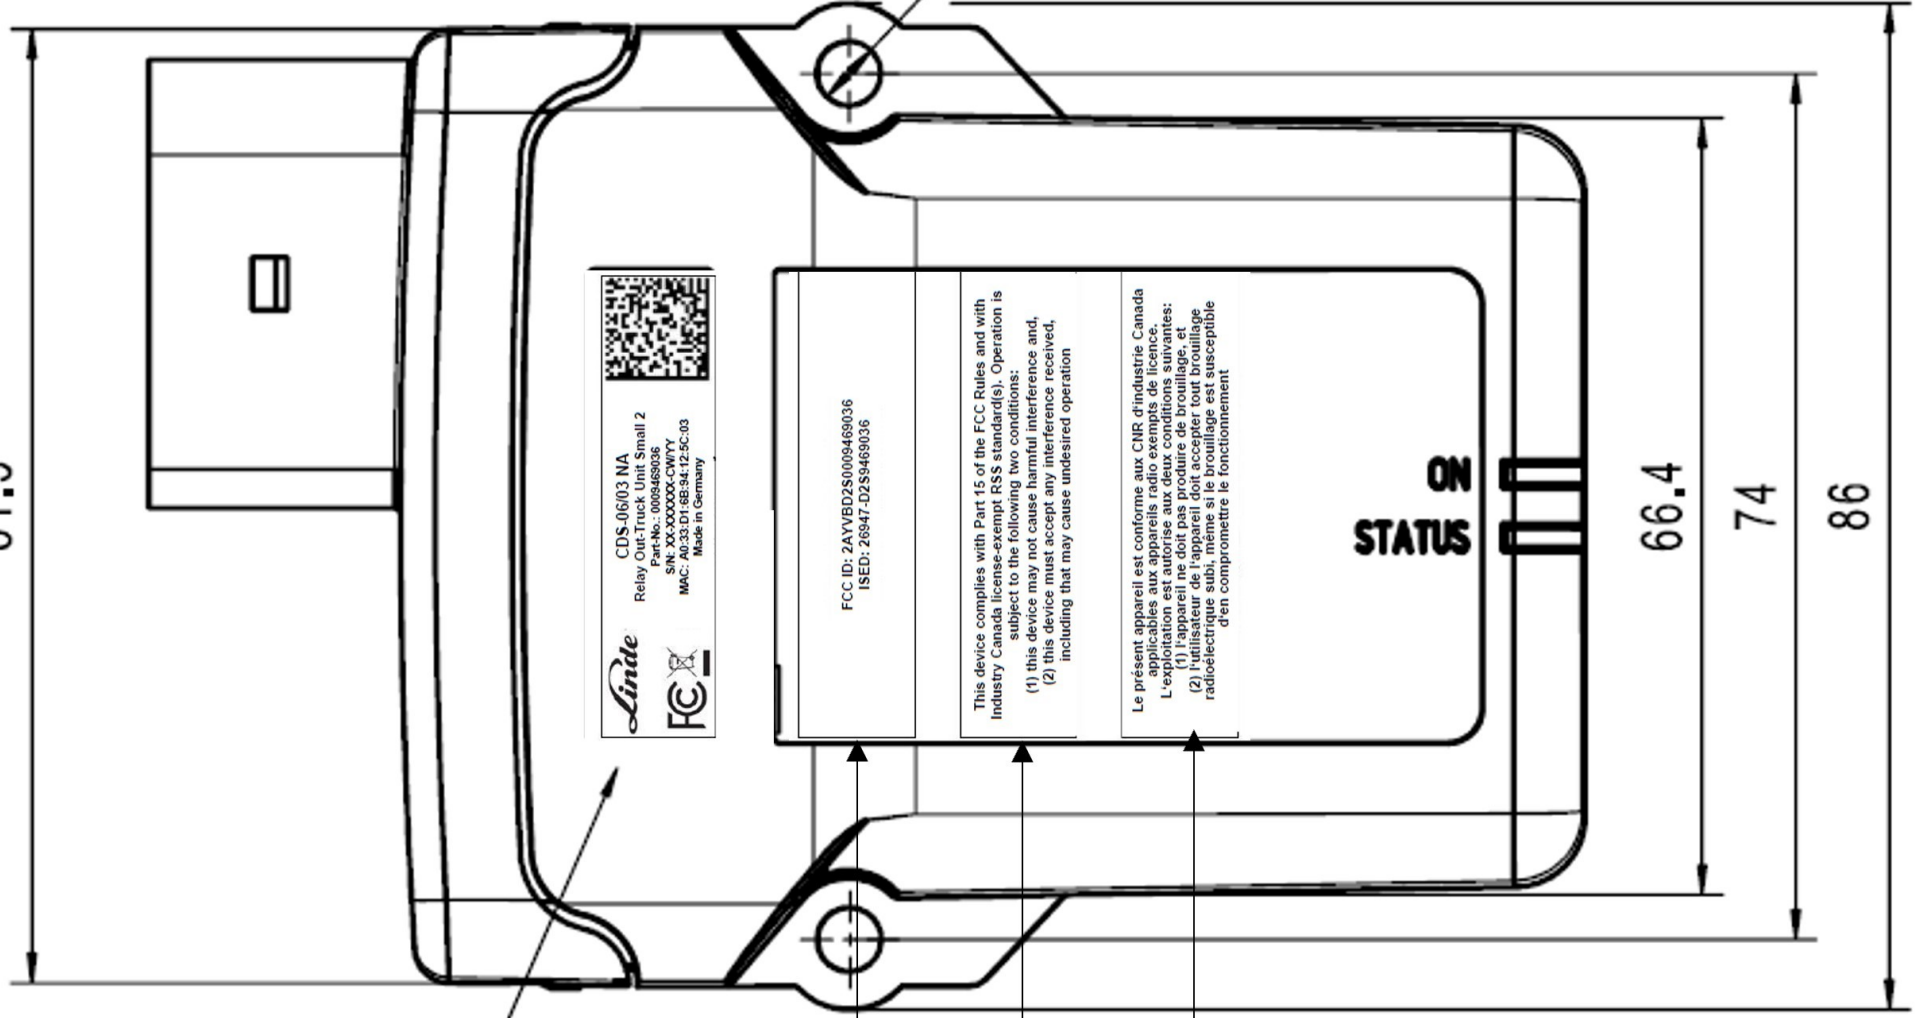 Linde
FC
CDS-06/03 NA
Relay Out-Truck Unit Small 2
Part-No.: 0009469036
S/N: XX-XXXXXX-CW/YY
MAC: A0:33:D1:6B:94:12:5C:03
Made in Germany
FCC ID: 2AYVBD2S0009469036
ISED: 26947-D2S9469036
This device complies with Part 15 of the FCC Rules and with
Industry Canada license-exempt RSS standard(s). Operation is
subject to the following two conditions:
(1) this device may not cause harmful interference and,
(2) this device must accept any interference received,
including that may cause undesired operation
Le présent appareil est conforme aux CNR d'industrie Canada
applicables aux appareils radio exempts de licence.
L'exploitation est autorise aux deux conditions suivantes:
(1) l'appareil ne doit pas produire de brouillage, et
(2) l'utilisateur de l'appareil doit accepter tout brouillage
radioélectrique subi, même si le brouillage est susceptible
d'en compromettre le fonctionnement
ON
STATUS
66.4
74
86